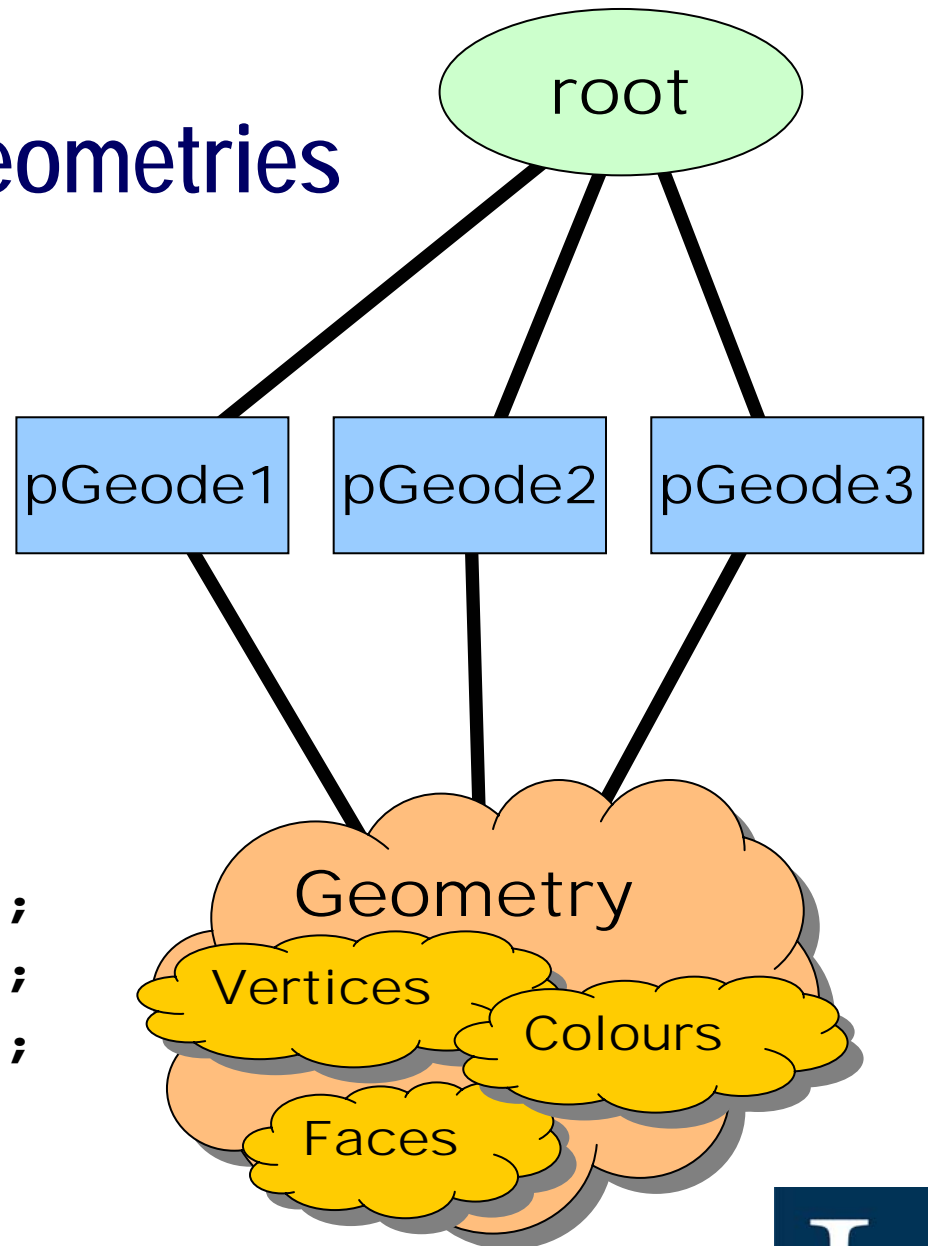 root
eometries
pGeode1 pGeode2 pGeode3
Geometry
;
Vertices
;
Colours
;
Faces